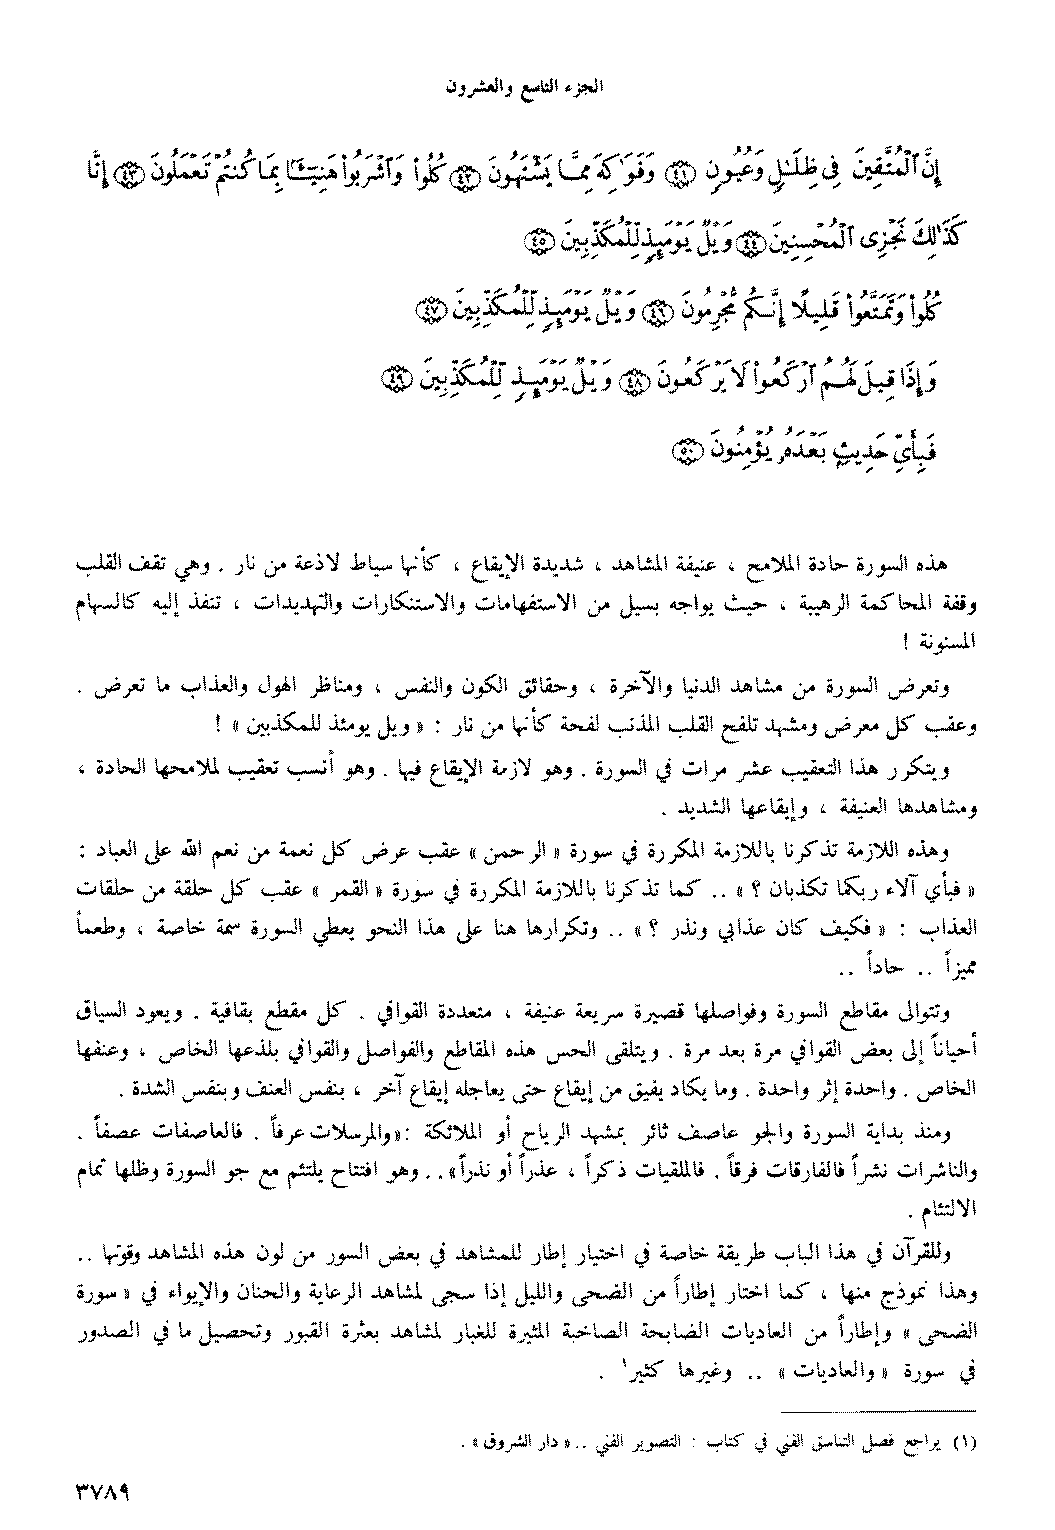 الجزء التاسع والعشرون
إِنَّ ٱلْمُتَّقِينَ فِى ظِلَـٰلٍ وَعُيُونٍ ﴿٤١﴾ وَفَوَٰكِهَ مِمَّا يَشْتَهُونَ ﴿٤٢﴾ كُلُوا۟ وَٱشْرَبُوا۟ هَنِيٓـًٔا بِمَا كُنتُمْ تَعْمَلُونَ ﴿٤٣﴾ إِنَّا
كَذَٰلِكَ نَجْزِى ٱلْمُحْسِنِينَ ﴿٤٤﴾ وَيْلٌ يَوْمَئِذٍ لِّلْمُكَذِّبِينَ ﴿٤٥﴾
كُلُوا۟ وَتَمَتَّعُوا۟ قَلِيلًا إِنَّكُم مُّجْرِمُونَ ﴿٤٦﴾ وَيْلٌ يَوْمَئِذٍ لِّلْمُكَذِّبِينَ ﴿٤٧﴾
وَإِذَا قِيلَ لَهُمُ ٱرْكَعُوا۟ لَا يَرْكَعُونَ ﴿٤٨﴾ وَيْلٌ يَوْمَئِذٍ لِّلْمُكَذِّبِينَ ﴿٤٩﴾
فَبِأَىِّ حَدِيثٍۭ بَعْدَهُۥ يُؤْمِنُونَ ﴿٥٠﴾
هذه السورة حادة الملامح ، عنيفة المشاهد ، شديدة الإيقاع ، كأنها سياط لاذعة من نار . وهي تقف القلب
وقفة المحاكمة الرهيبة ، حيث يواجه بسيل من الاستفهامات والاستنكارات والتهديدات ، تنفذ إليه كالسهام
المسنونة !
وتعرض السورة من مشاهد الدنيا والآخرة ، وحقائق الكون والنفس ، ومناظر الهول والعذاب ما تعرض .
وعقب كل معرض ومشهد تلفح القلب المذنب لفحة كأنها من نار : « ويل يومئذ للمكذبين » !
ويتكرر هذا التعقيب عشر مرات في السورة . وهو لازمة الإيقاع فيها . وهو أنسب تعقيب لملامحها الحادة ،
ومشاهدها العنيفة ، وإيقاعها الشديد .
وهذه اللازمة تذكرنا باللازمة المكررة في سورة « الرحمن » عقب عرض كل نعمة من نعم الله على العباد :
« فبأي آلاء ربكما تكذبان ؟ » .. كما تذكرنا باللازمة المكررة في سورة « القمر » عقب كل حلقة من حلقات
العذاب : « فكيف كان عذابي ونذر ؟ » .. وتكرارها هنا على هذا النحو يعطي السورة سمة خاصة ، وطعماً
مميزاً .. حاداً ..
وتتوالى مقاطع السورة وفواصلها قصيرة سريعة عنيفة ، متعددة القوافي . كل مقطع بقافية . ويعود السياق
أحياناً إلى بعض القوافي مرة بعد مرة . ويتلقى الحس هذه المقاطع والفواصل والقوافي بلذعها الخاص ، وعنفها
الخاص . واحدة إثر واحدة . وما يكاد يفيق من إيقاع حتى يعاجله إيقاع آخر ، بنفس العنف وبنفس الشدة .
ومنذ بداية السورة والجو عاصف ثائر بمشهد الرياح أو الملائكة :«والمرسلات عرفاً . فالعاصفات عصفاً .
والناشرات نشراً فالفارقات فرقاً . فالملقيات ذكراً ، عذراً أو نذراً».. وهو افتتاح يلتئم مع جو السورة وظلها تمام
الالتئام .
وللقرآن في هذا الباب طريقة خاصة في اختيار إطار للمشاهد في بعض السور من لون هذه المشاهد وقوتها ..
وهذا نموذج منها ، كما اختار إطاراً من الضحى والليل إذا سجى لمشاهد الرعاية والحنان والإيواء في « سورة
الضحى » وإطاراً من العاديات الضابحة الصاخبة المثيرة للغبار لمشاهد بعثرة القبور وتحصيل ما في الصدور
في سورة « والعاديات » .. وغيرها كثير١ .
(١) يراجع فصل التناسق الفني في كتاب : التصوير الفني ..« دار الشروق» .
٣٧٨٩